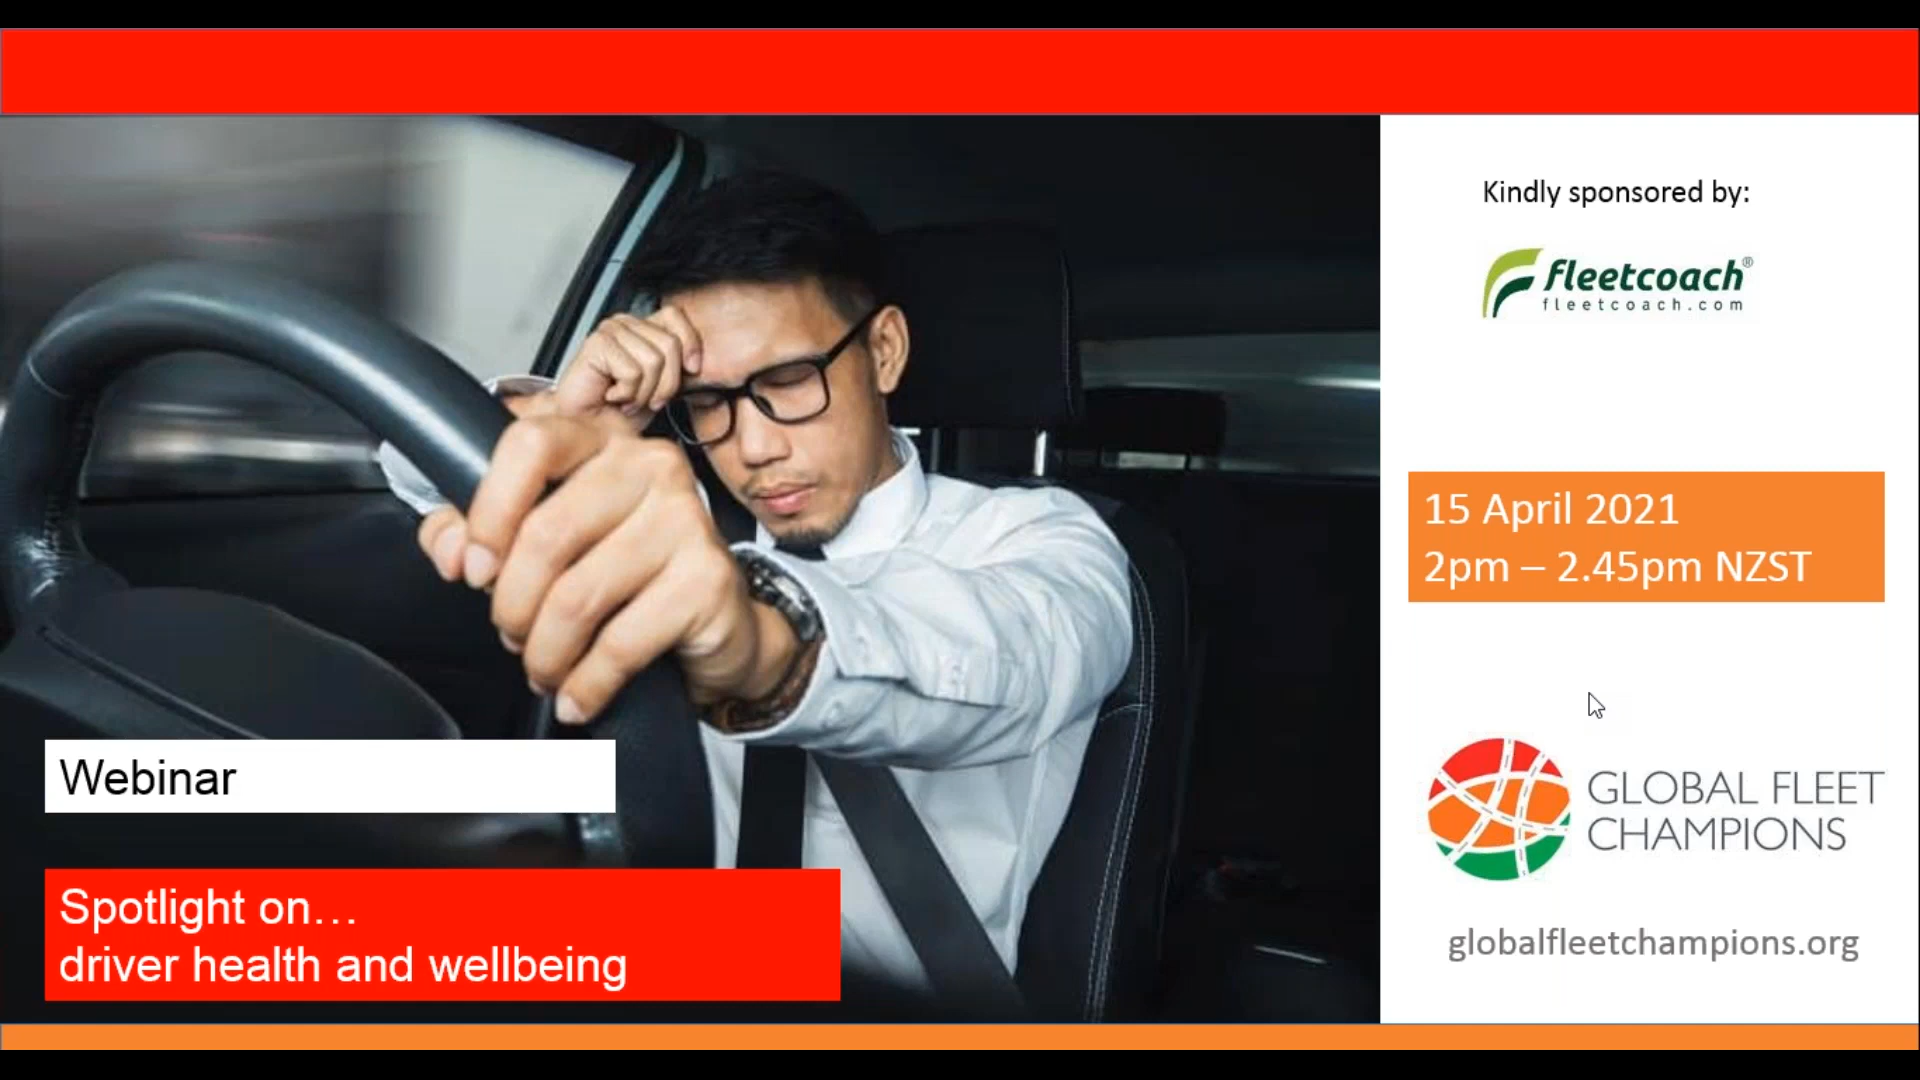 Kindly sponsored by:
fleetcoach®
fleetcoach.com
15 April 2021
2pm – 2.45pm NZST
Webinar
Spotlight on…
driver health and wellbeing
GLOBAL FLEET
CHAMPIONS
globalfleetchampions.org